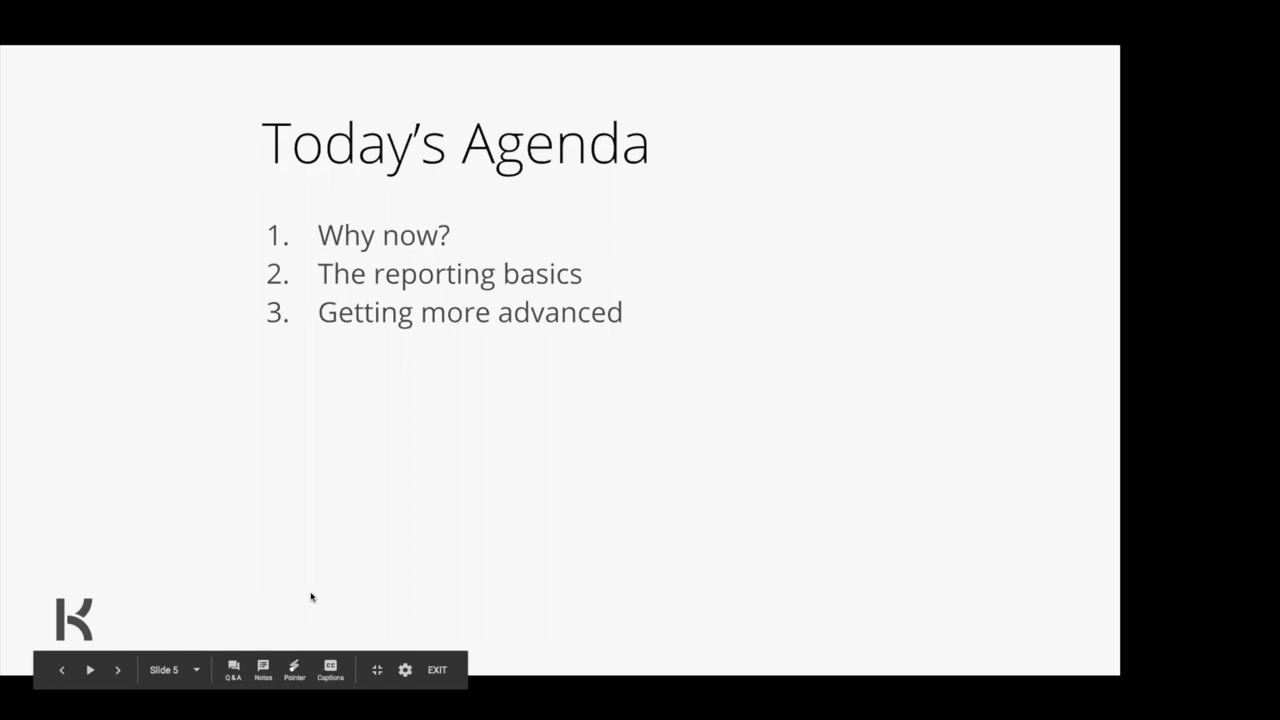 Today's Agenda
1. Why now?
2. The reporting basics
3. Getting more advanced
K
Slide 5
Q&A
Notes
Pointer
CC
Captions
EXIT